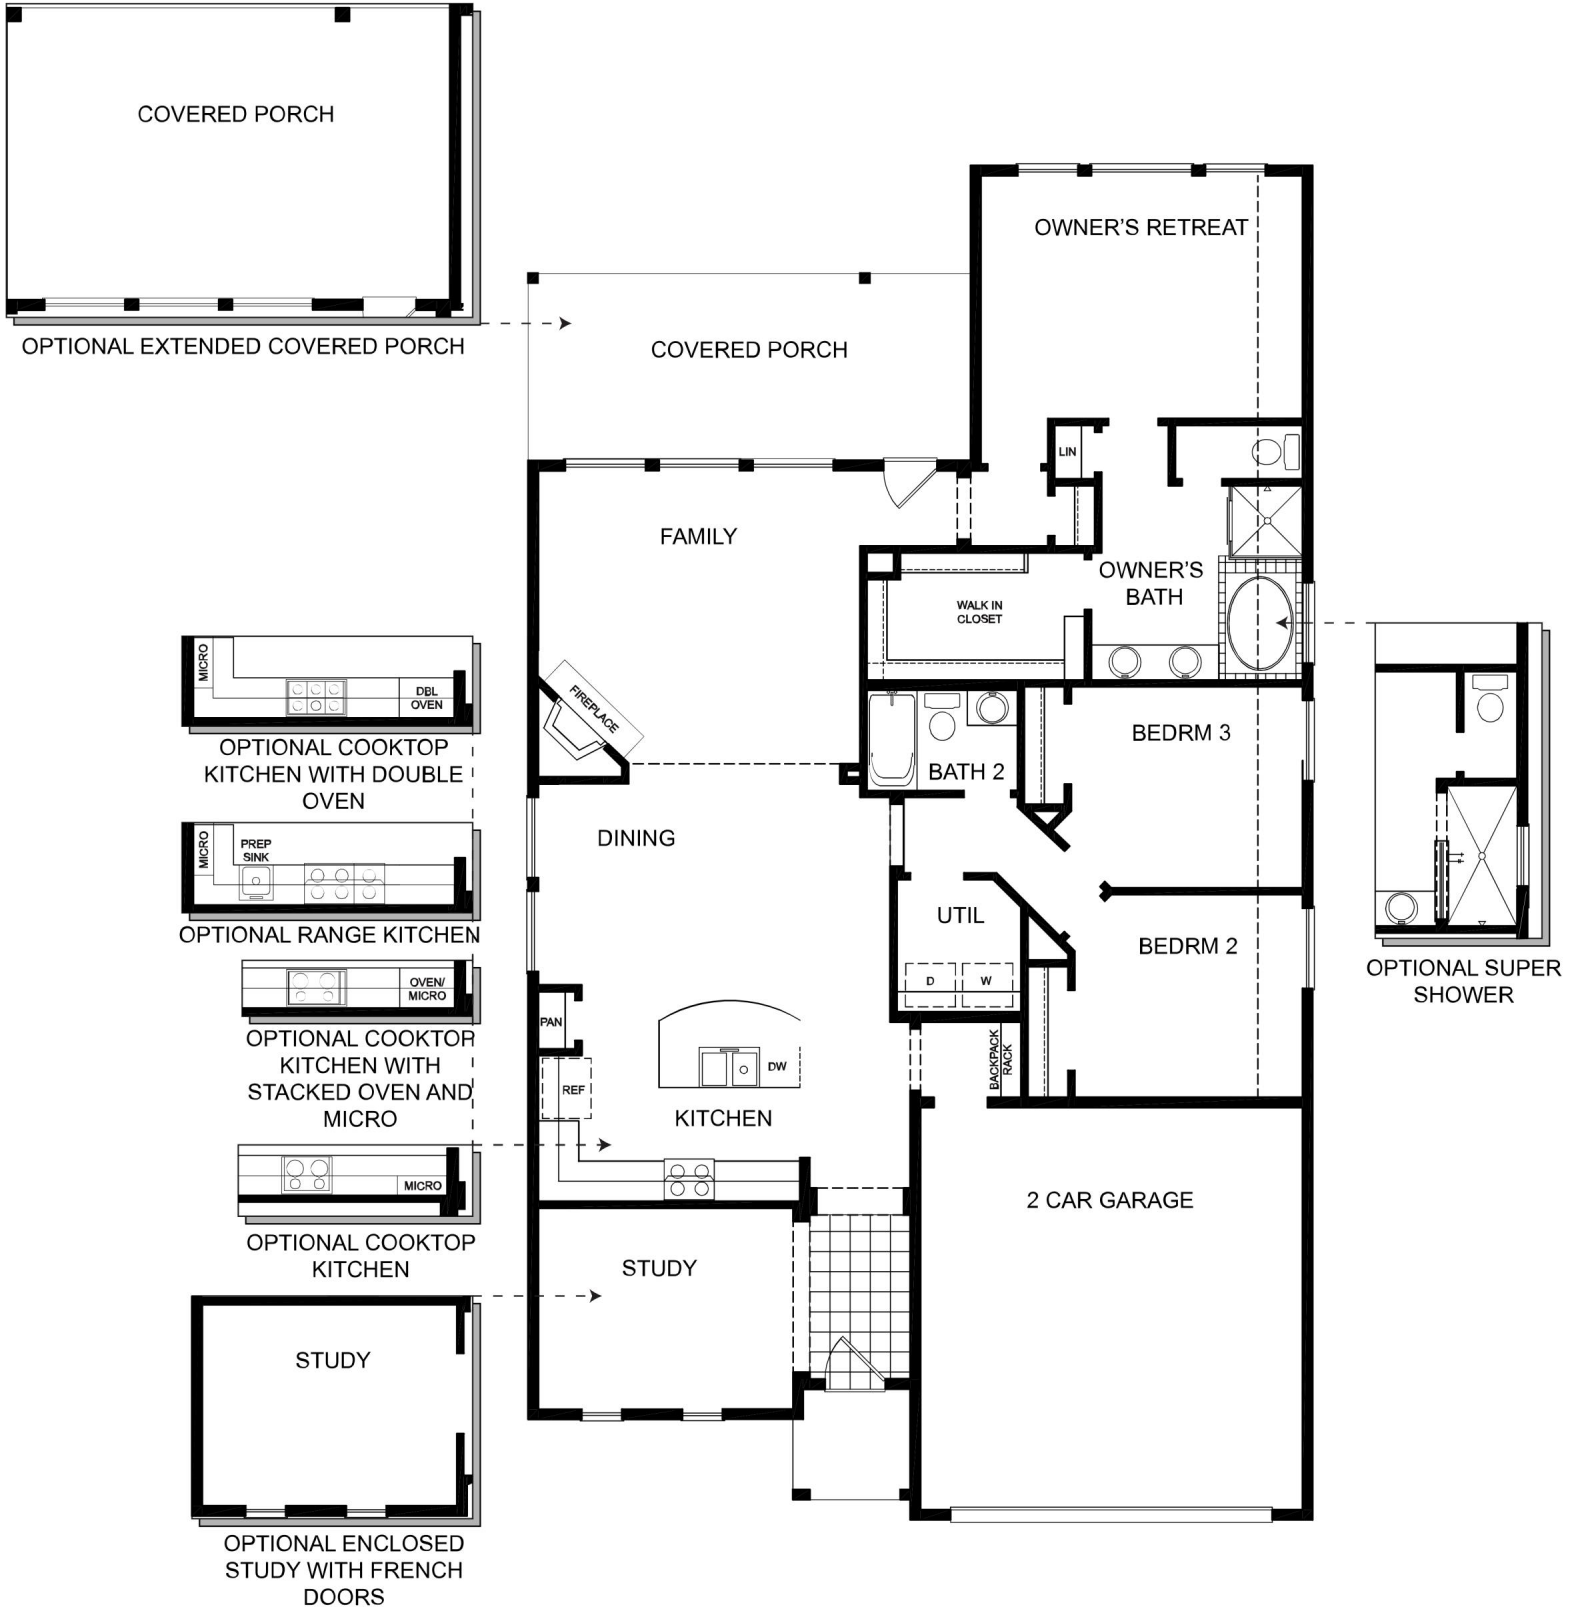 COVERED PORCH
OPTIONAL EXTENDED COVERED PORCH
OWNER'S RETREAT
COVERED PORCH
LIN
FAMILY
OWNER'S
BATH
WALK IN
CLOSET
FIREPLACE
BEDRM 3
BATH 2
DINING
UTIL
BEDRM 2
D
W
PAN
DW
REF
BACKPACK
RACK
KITCHEN
2 CAR GARAGE
STUDY
MICRO
DBL
OVEN
OPTIONAL COOKTOP
KITCHEN WITH DOUBLE
OVEN
MICRO
PREP
SINK
OPTIONAL RANGE KITCHEN
OVEN/
MICRO
OPTIONAL COOKTOP
KITCHEN WITH
STACKED OVEN AND
MICRO
MICRO
OPTIONAL COOKTOP
KITCHEN
STUDY
OPTIONAL ENCLOSED
STUDY WITH FRENCH
DOORS
OPTIONAL SUPER
SHOWER